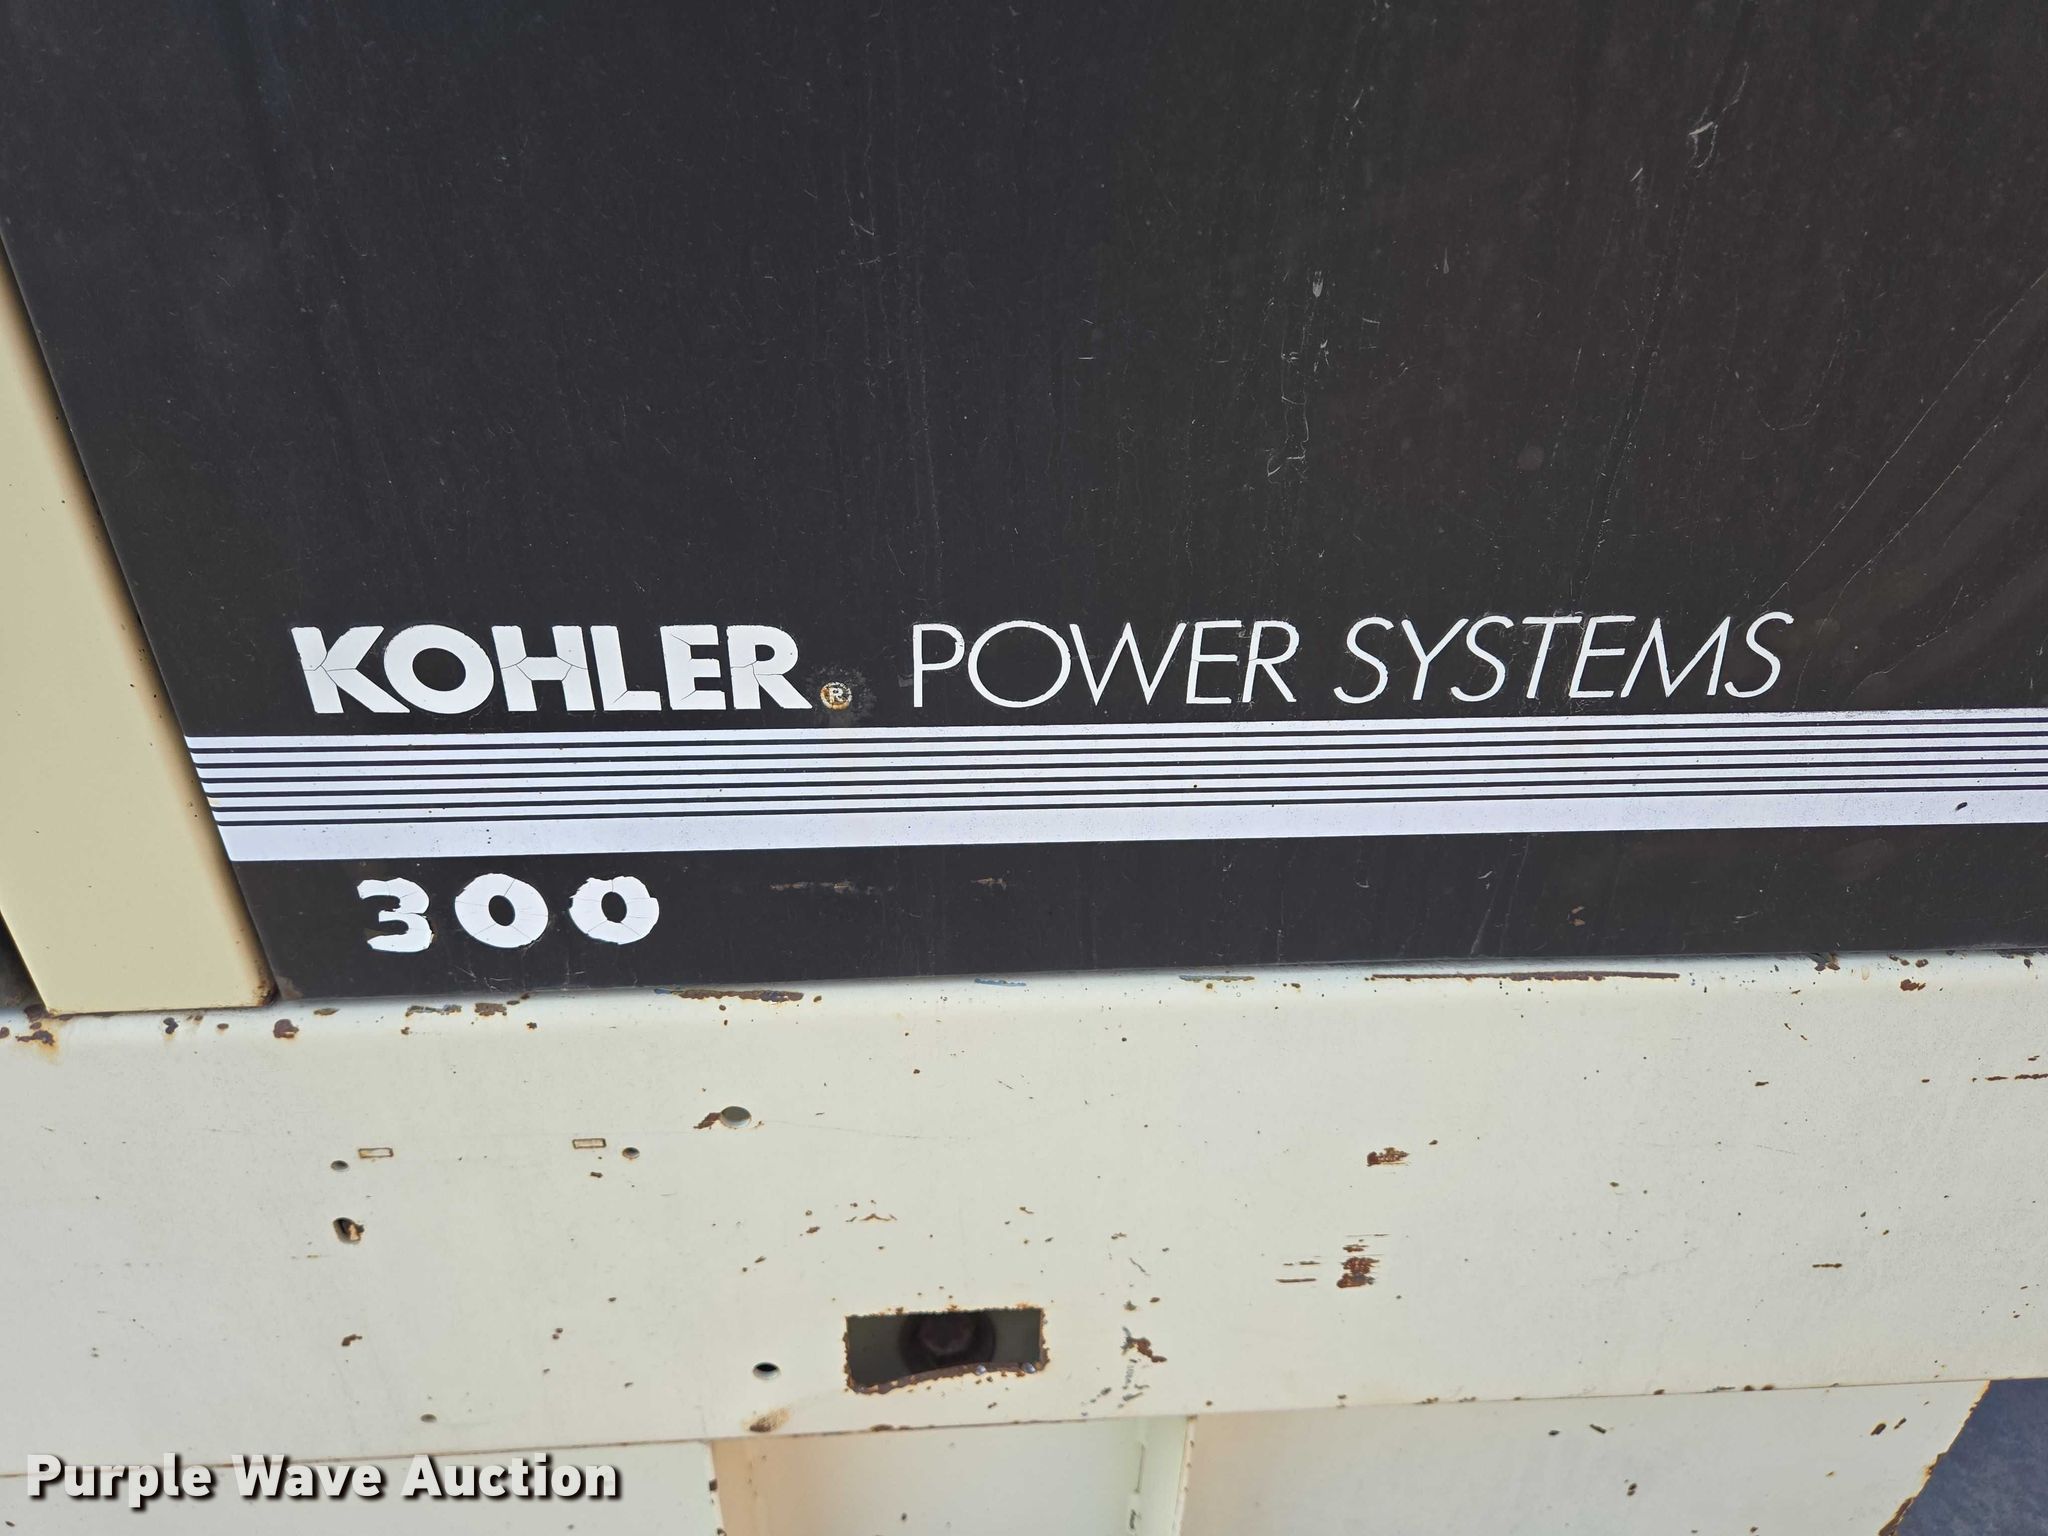 KOHLER® POWER SYSTEMS
300
Purple Wave Auction